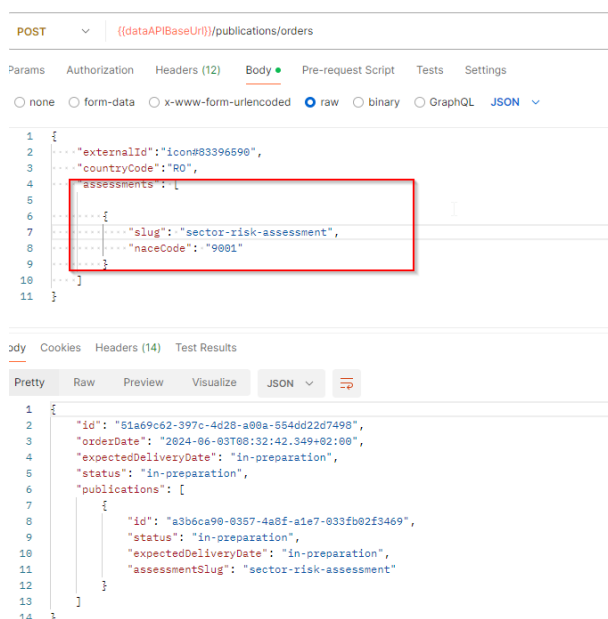 POST {{dataAPIBaseUrl}}/publications/orders
Params Authorization Headers (12) Body Pre-request Script Tests Settings
none form-data x-www-form-urlencoded raw binary GraphQL JSON
1 {
2 "externalId":"icon#83396590",
3 "countryCode":"RO",
4 "assessments": [
5
6 {
7 "slug": "sector-risk-assessment",
8 "naceCode": "9001"
9 }
10 ]
11 }
ody Cookies Headers (14) Test Results
Pretty Raw Preview Visualize JSON
1 {
2 "id": "51a69c62-397c-4d28-a00a-554dd22d7498",
3 "orderDate": "2024-06-03T08:32:42.349+02:00",
4 "expectedDeliveryDate": "in-preparation",
5 "status": "in-preparation",
6 "publications": [
7 {
8 "id": "a3b6ca90-0357-4a8f-a1e7-033fb02f3469",
9 "status": "in-preparation",
10 "expectedDeliveryDate": "in-preparation",
11 "assessmentSlug": "sector-risk-assessment"
12 }
13 ]
14 }